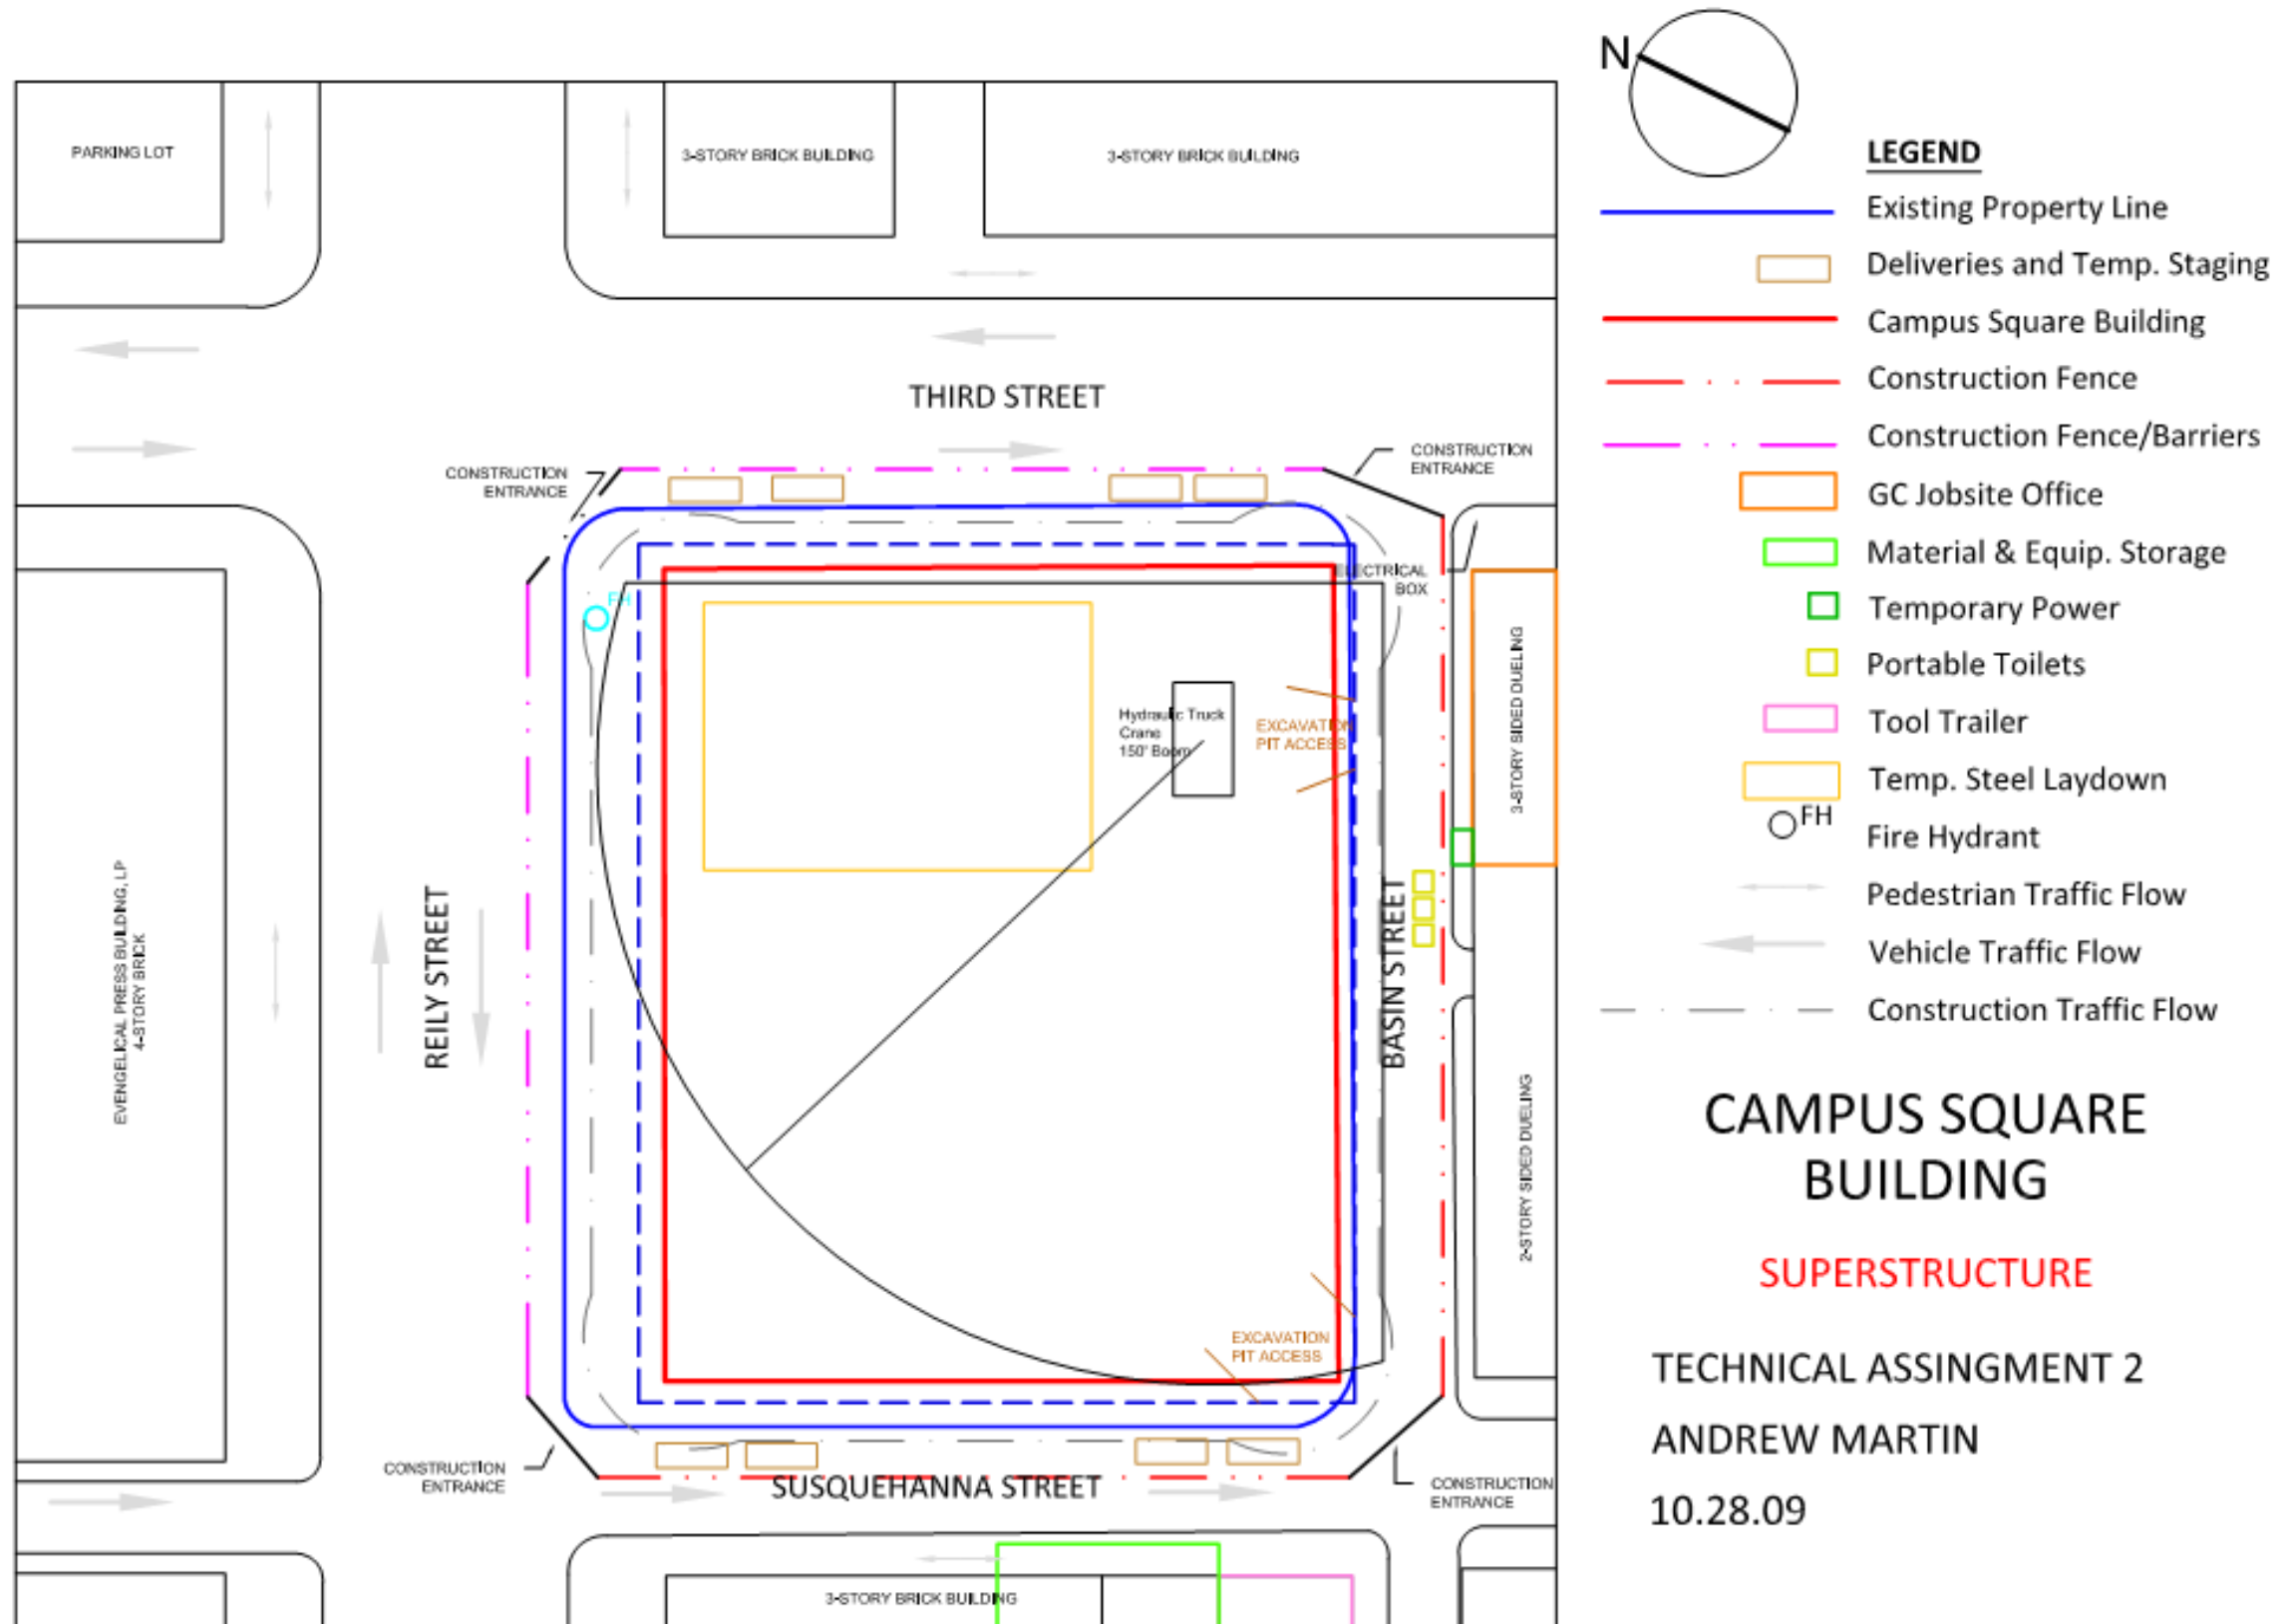 N
LEGEND
Existing Property Line
Deliveries and Temp. Staging
Campus Square Building
Construction Fence
Construction Fence/Barriers
GC Jobsite Office
Material & Equip. Storage
Temporary Power
Portable Toilets
Tool Trailer
Temp. Steel Laydown
FH
Fire Hydrant
Pedestrian Traffic Flow
Vehicle Traffic Flow
Construction Traffic Flow
CAMPUS SQUARE
BUILDING
SUPERSTRUCTURE
TECHNICAL ASSINGMENT 2
ANDREW MARTIN
10.28.09
PARKING LOT
3-STORY BRICK BUILDING
3-STORY BRICK BUILDING
THIRD STREET
CONSTRUCTION
ENTRANCE
CONSTRUCTION
ENTRANCE
FH
ELECTRICAL
BOX
Hydraulic Truck
Crane
150' Boom
EXCAVATION
PIT ACCESS
3-STORY SIDED DUELING
EVENGELICAL PRESS BUILDING, LP
4-STORY BRICK
REILY STREET
BASIN STREET
2-STORY SIDED DUELING
EXCAVATION
PIT ACCESS
CONSTRUCTION
ENTRANCE
SUSQUEHANNA STREET
CONSTRUCTION
ENTRANCE
3-STORY BRICK BUILDING